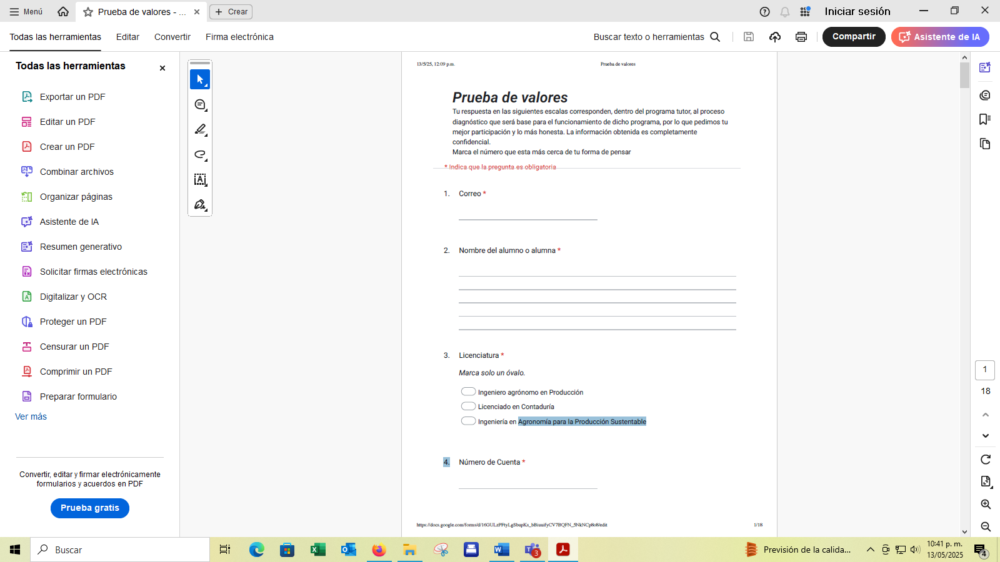 Menú
Prueba de valores - ...
Crear
Iniciar sesión
Todas las herramientas
Editar
Convertir
Firma electrónica
Buscar texto o herramientas
Compartir
Asistente de IA
Todas las herramientas
Exportar un PDF
Editar un PDF
Crear un PDF
Combinar archivos
Organizar páginas
Asistente de IA
Resumen generativo
Solicitar firmas electrónicas
Digitalizar y OCR
Proteger un PDF
Censurar un PDF
Comprimir un PDF
Preparar formulario
Ver más
Convertir, editar y firmar electrónicamente
formularios y acuerdos en PDF
Prueba gratis
13/5/25, 12:09 p.m.
Prueba de valores
Prueba de valores
Tu respuesta en las siguientes escalas corresponden, dentro del programa tutor, al proceso
diagnóstico que será base para el funcionamiento de dicho programa, por lo que pedimos tu
mejor participación y lo más honesta. La información obtenida es completamente
confidencial.
Marca el número que esta más cerca de tu forma de pensar
* Indica que la pregunta es obligatoria
1. Correo *
2. Nombre del alumno o alumna *
3. Licenciatura *
Marca solo un óvalo.
Ingeniero agrónomo en Producción
Licenciado en Contaduría
Ingeniería en Agronomía para la Producción Sustentable
4. Número de Cuenta *
https://docs.google.com/forms/d/16GULzPFtyLgSbupKs_bBiuuifyCV7BQFN_5NkNCp8o8/edit
1/18
1
18
Buscar
3
Previsión de la calida...
10:41 p. m.
13/05/2025
4